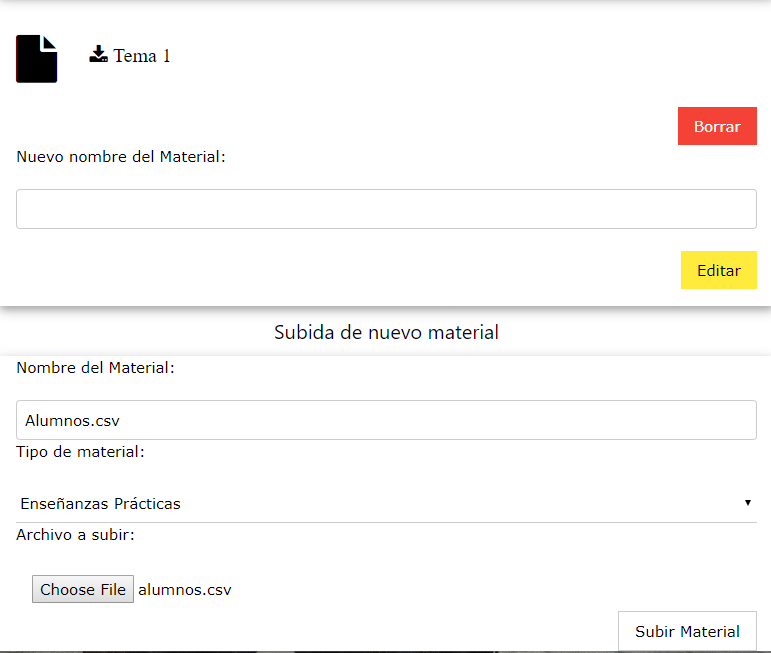 Tema 1
Borrar
Nuevo nombre del Material:
Editar
Subida de nuevo material
Nombre del Material:
Alumnos.csv
Tipo de material:
Enseñanzas Prácticas
Archivo a subir:
Choose File alumnos.csv
Subir Material